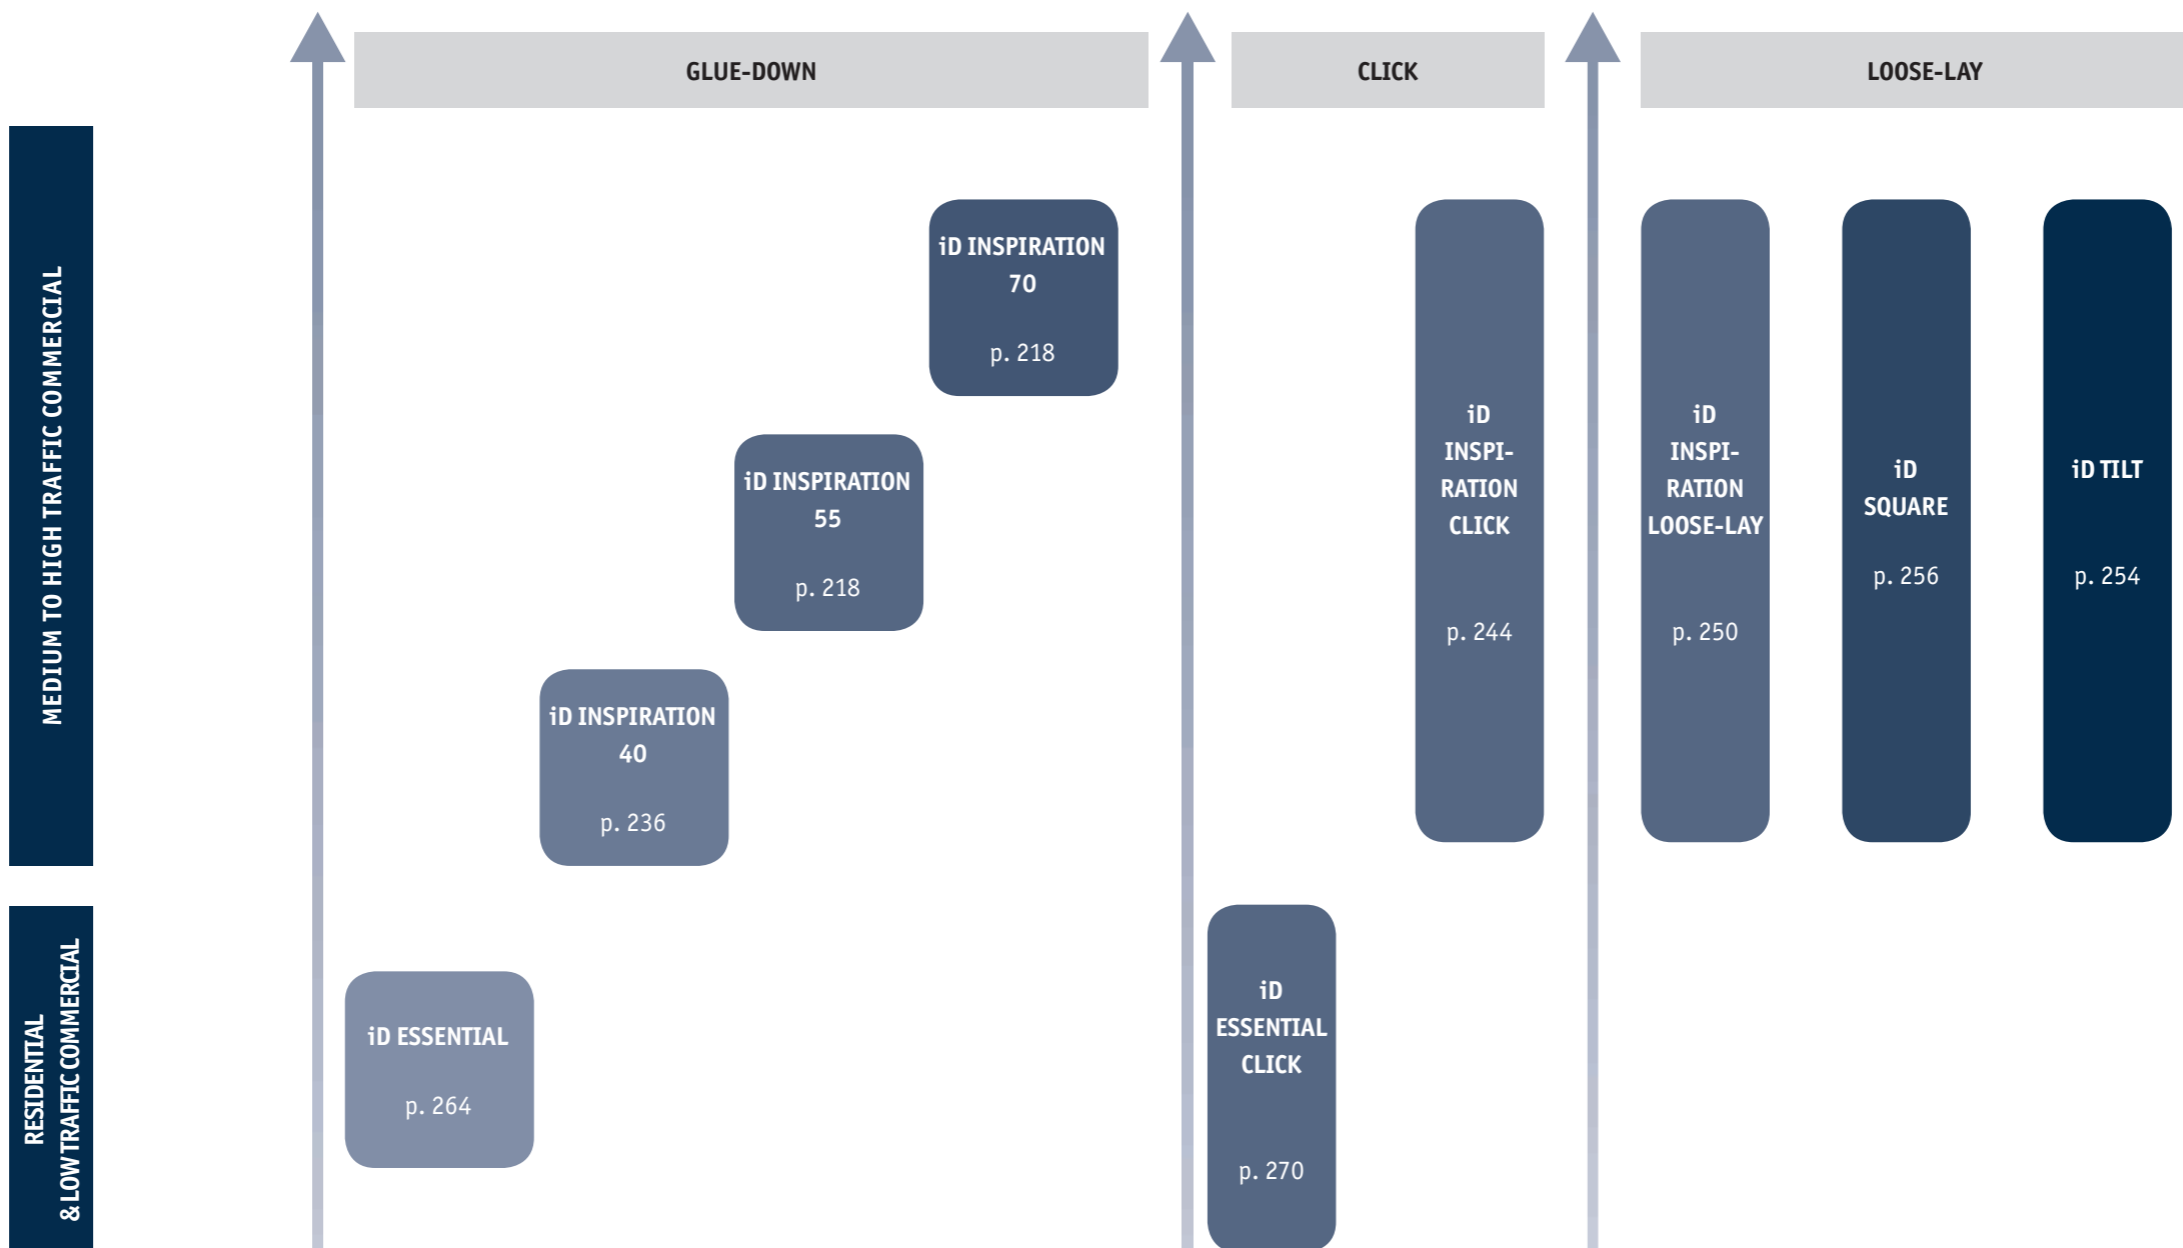 GLUE-DOWN
CLICK
LOOSE-LAY
MEDIUM TO HIGH TRAFFIC COMMERCIAL
iD INSPIRATION
70
p. 218
iD INSPIRATION
55
p. 218
iD INSPIRATION
40
p. 236
iD
INSPI-
RATION
CLICK
p. 244
iD
INSPI-
RATION
LOOSE-LAY
p. 250
iD
SQUARE
p. 256
iD TILT
p. 254
RESIDENTIAL
& LOW TRAFFIC COMMERCIAL
iD ESSENTIAL
p. 264
iD
ESSENTIAL
CLICK
p. 270